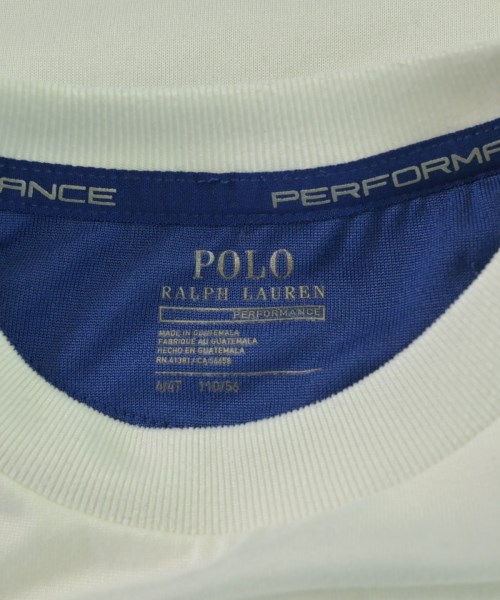 ANCE PERFORMA
POLO
RALPH LAUREN
PERFORMANCE
MADE IN GUATEMALA
FABRIQUÉ AU GUATEMALA
HECHO EN GUATEMALA
RN 41381 / CA 06658
4/4T 110/56